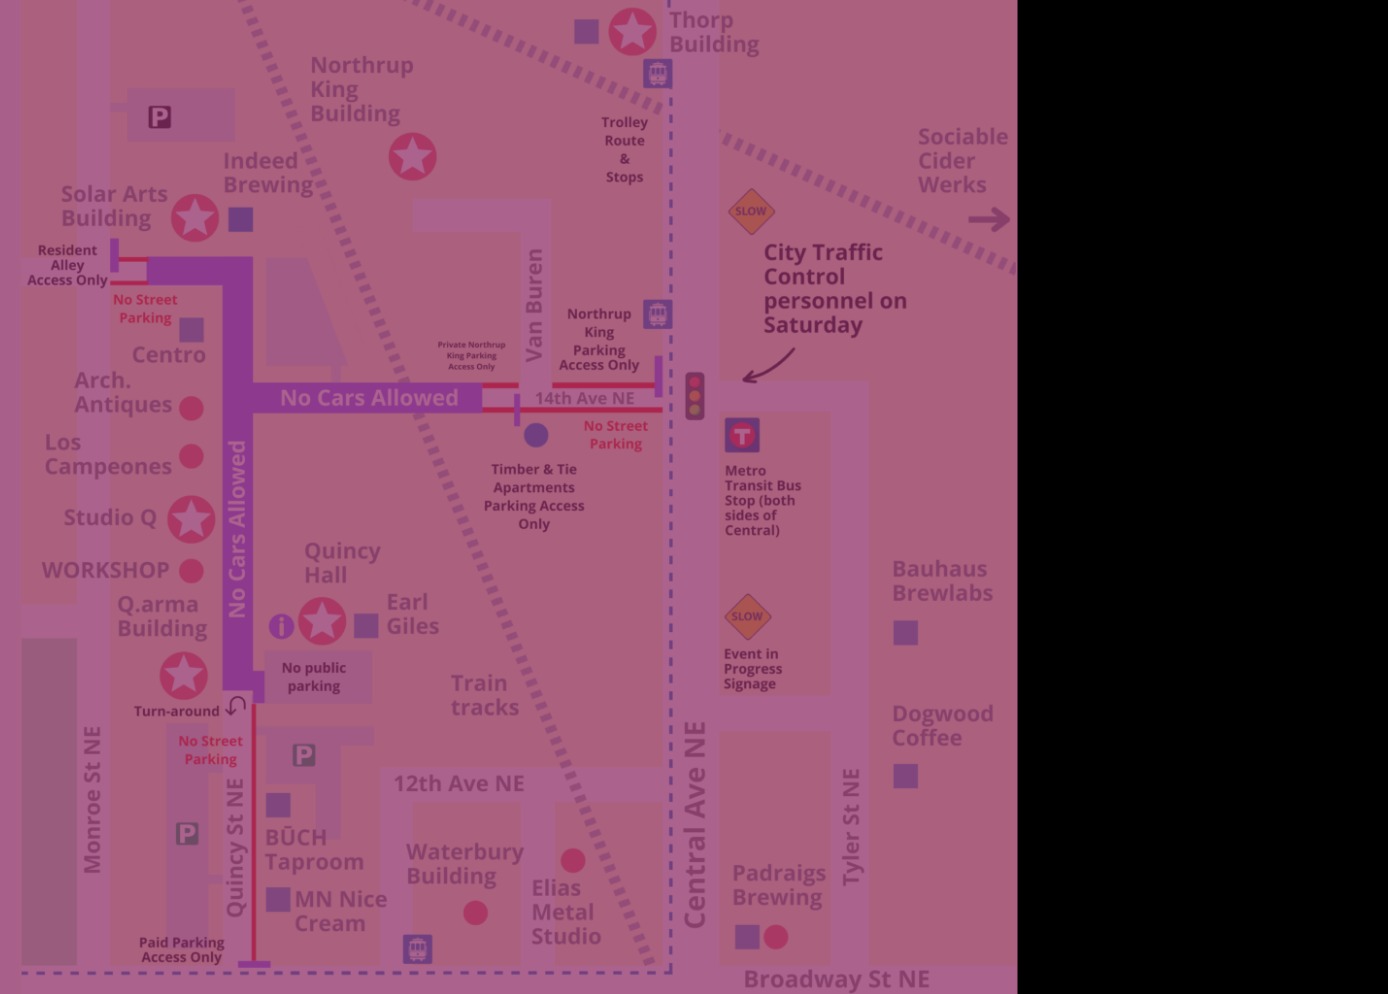 Thorp
Building
Northrup
King
Building
P
Trolley
Route
&
Stops
Sociable
Cider
Werks
Indeed
Brewing
Solar Arts
Building
SLOW
City Traffic
Control
personnel on
Saturday
Resident
Alley
Access Only
No Street
Parking
Centro
Van Buren
Northrup
King
Parking
Access Only
Private Northrup
King Parking
Access Only
Arch.
Antiques
No Cars Allowed
14th Ave NE
No Street
Parking
Los
Campeones
T
Metro
Transit Bus
Stop (both
sides of
Central)
Timber & Tie
Apartments
Parking Access
Only
Studio Q
No Cars Allowed
WORKSHOP
Quincy
Hall
Q.arma
Building
i
Earl
Giles
Bauhaus
Brewlabs
SLOW
Event in
Progress
Signage
No public
parking
Train
tracks
Turn-around
No Street
Parking
Dogwood
Coffee
P
Monroe St NE
12th Ave NE
Central Ave NE
Tyler St NE
P
Quincy St NE
BŪCH
Taproom
Waterbury
Building
MN Nice
Cream
Elias
Metal
Studio
Padraigs
Brewing
Paid Parking
Access Only
Broadway St NE